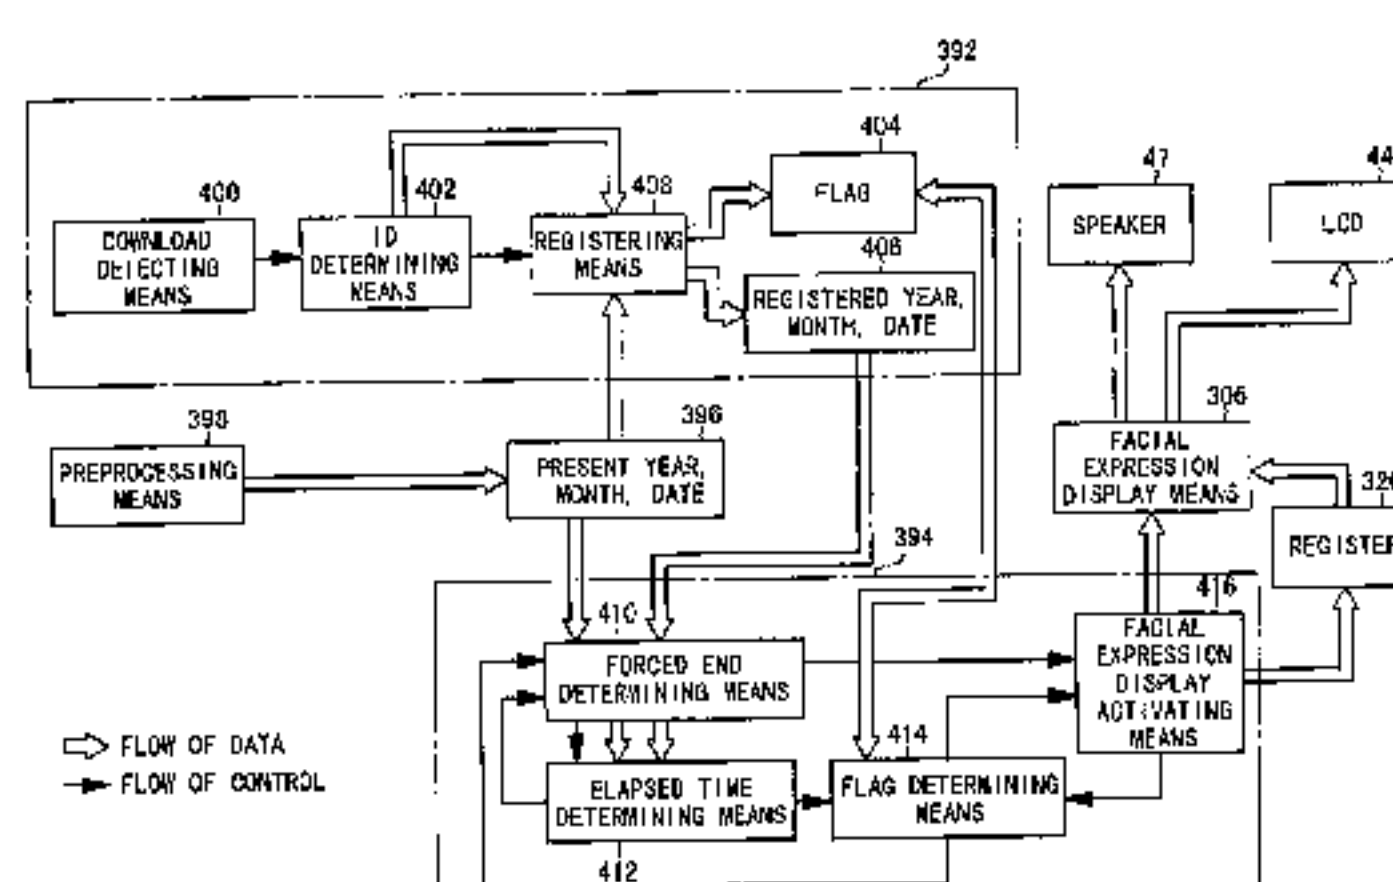 392
404
47
44
400
402
408
FLAG
SPEAKER
LCD
DOWNLOAD
DETECTING
MEANS
ID
DETERMINING
MEANS
REGISTERING
MEANS
406
REGISTERED YEAR,
MONTH, DATE
398
396
306
PREPROCESSING
MEANS
PRESENT YEAR,
MONTH, DATE
FACIAL
EXPRESSION
DISPLAY MEANS
394
REGISTER
416
410
FORCED END
DETERMINING MEANS
FACIAL
EXPRESSION
DISPLAY
ACTIVATING
MEANS
FLOW OF DATA
FLOW OF CONTROL
414
ELAPSED TIME
DETERMINING MEANS
FLAG DETERMINING
MEANS
412